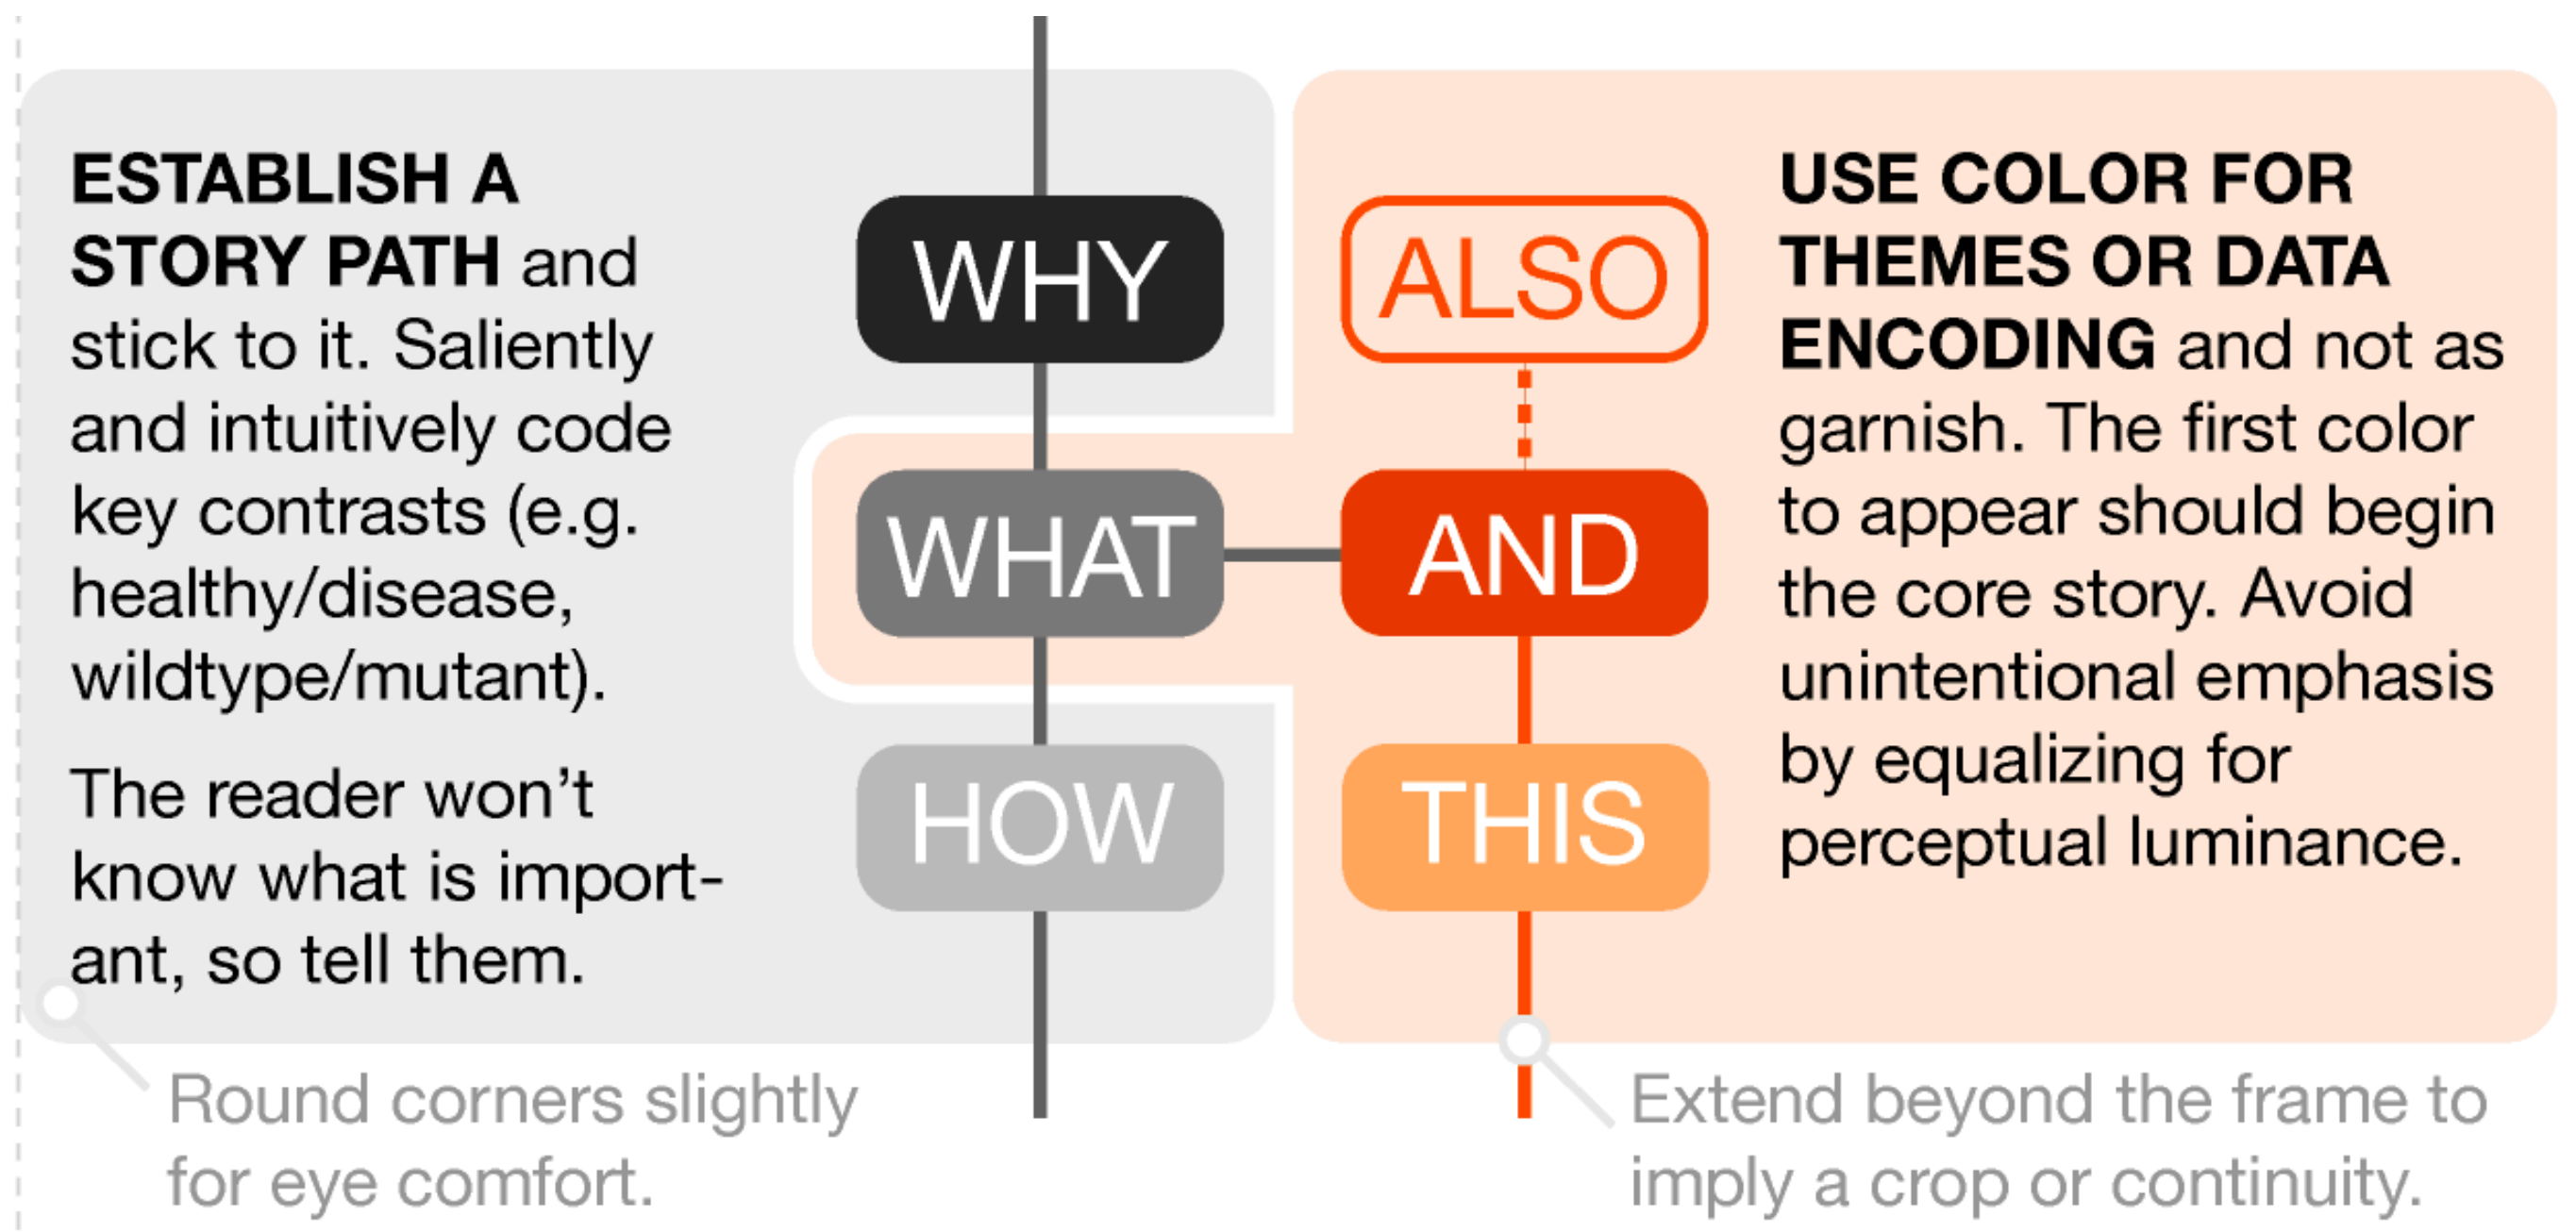 ESTABLISH A
STORY PATH and
stick to it. Saliently
and intuitively code
key contrasts (e.g.
healthy/disease,
wildtype/mutant).
The reader won’t
know what is import-
ant, so tell them.
Round corners slightly
for eye comfort.
WHY
WHAT
HOW
ALSO
AND
THIS
USE COLOR FOR
THEMES OR DATA
ENCODING and not as
garnish. The first color
to appear should begin
the core story. Avoid
unintentional emphasis
by equalizing for
perceptual luminance.
Extend beyond the frame to
imply a crop or continuity.